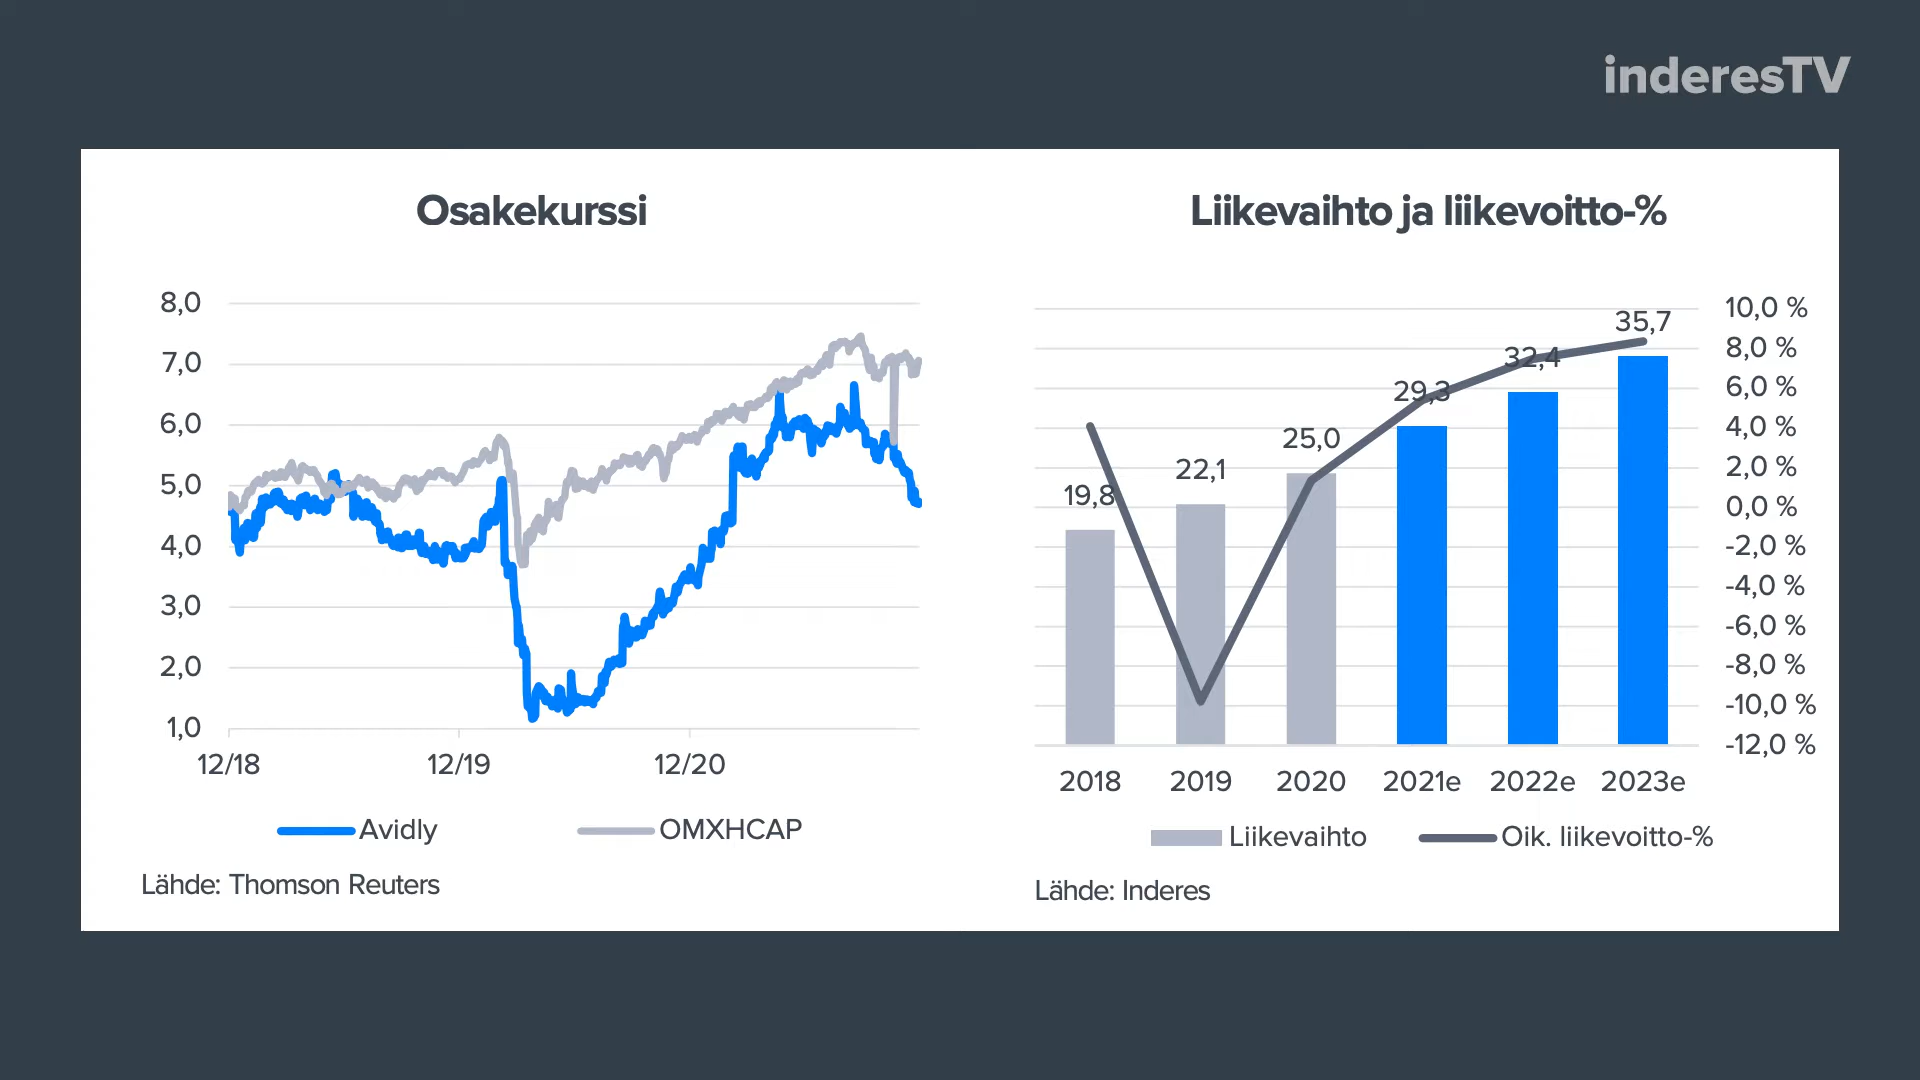 inderesTV
Osakekurssi
8,0
7,0
6,0
5,0
4,0
3,0
2,0
1,0
12/18 12/19 12/20
Avidly OMXHCAP
Lähde: Thomson Reuters
Liikevaihto ja liikevoitto-%
19,8 22,1 25,0 29,3 32,4 35,7
10,0 %
8,0 %
6,0 %
4,0 %
2,0 %
0,0 %
-2,0 %
-4,0 %
-6,0 %
-8,0 %
-10,0 %
-12,0 %
2018 2019 2020 2021e 2022e 2023e
Liikevaihto Oik. liikevoitto-%
Lähde: Inderes